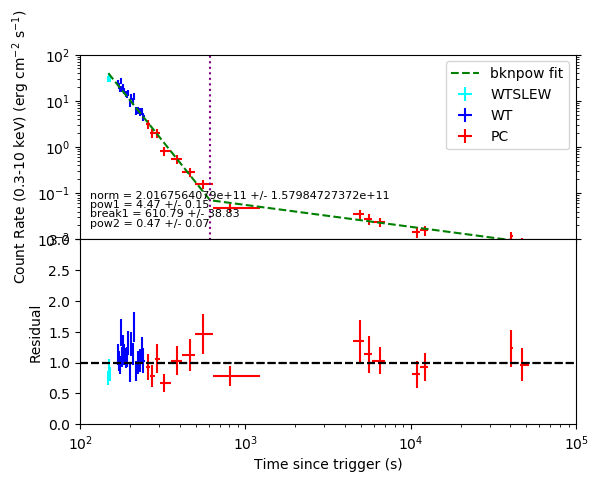 Count Rate (0.3-10 keV) (erg cm⁻² s⁻¹)
10²
10¹
10⁰
10⁻¹
bknpow fit
WTSLEW
WT
PC
norm = 2.0167564079e+11 +/- 1.57984727372e+11
pow1 = 4.47 +/- 0.15
break1 = 610.79 +/- 38.83
pow2 = 0.47 +/- 0.07
Residual
3.0
2.5
2.0
1.5
1.0
0.5
0.0
10² 10³ 10⁴ 10⁵
Time since trigger (s)